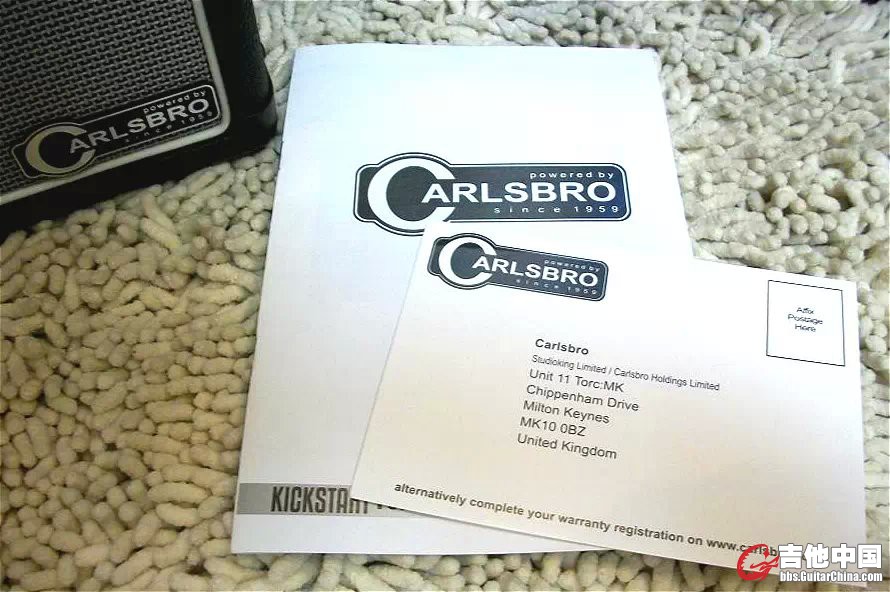 powered by
CARLSBRO
since 1959
powered by
CARLSBRO
since 1959
powered by
CARLSBRO
since 1959
Affix
Postage
Here
Carlsbro
Studioking Limited / Carlsbro Holdings Limited
Unit 11 Torc:MK
Chippenham Drive
Milton Keynes
MK10 0BZ
United Kingdom
alternatively complete your warranty registration on www.carlsb
KICKSTART
吉他中国
bbs.GuitarChina.com